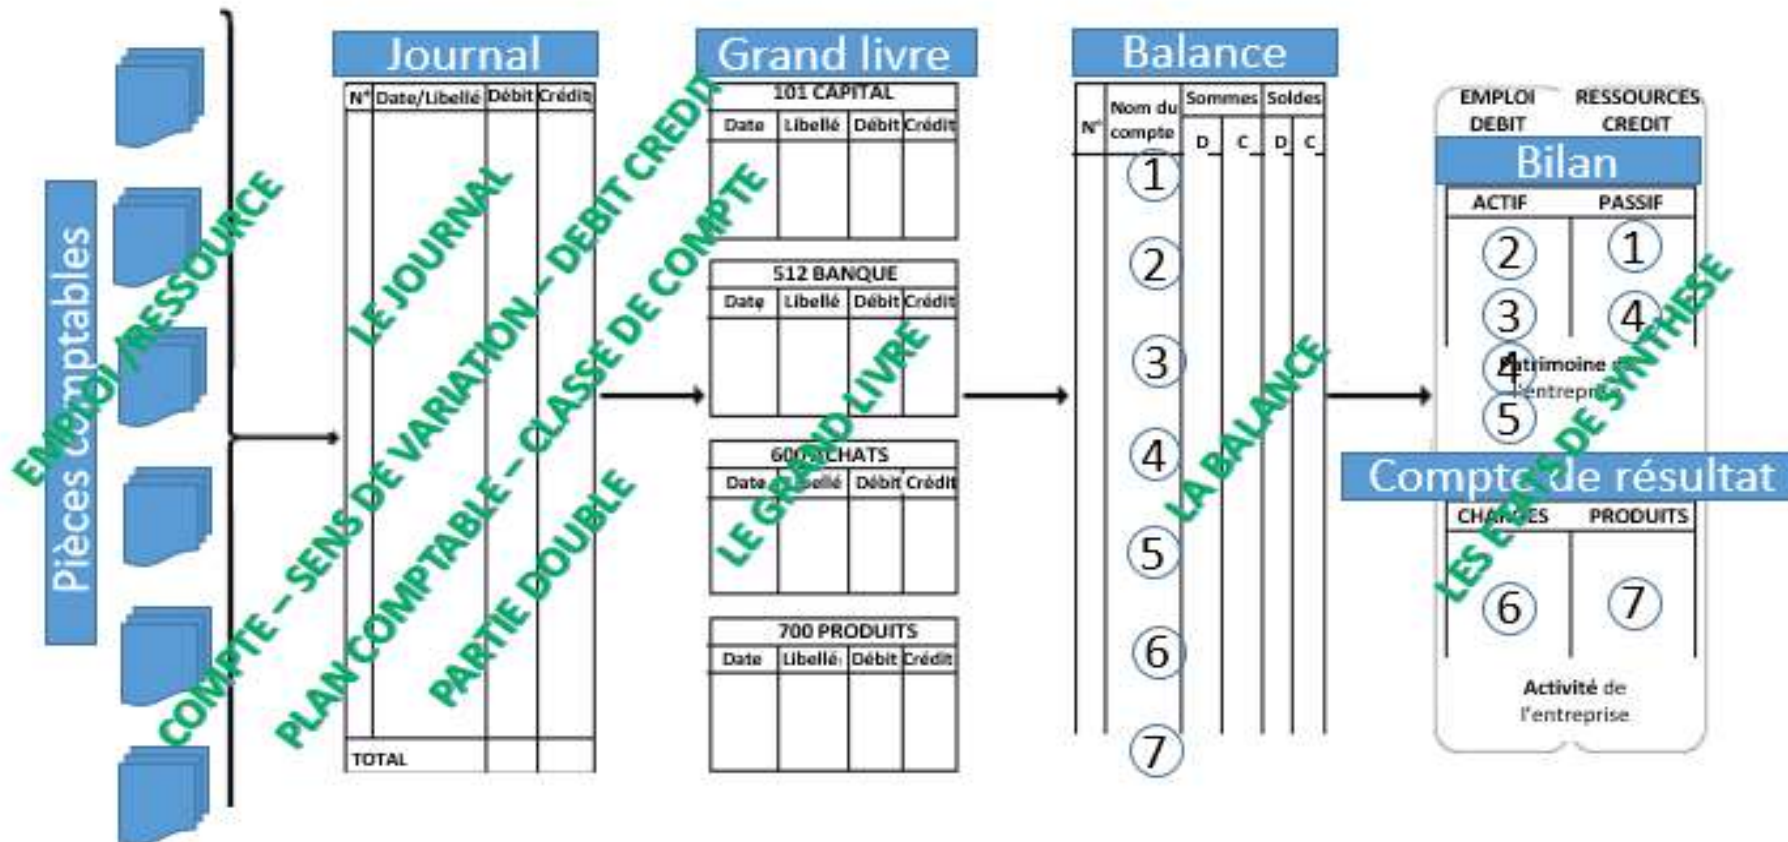 Pièces comptables
EMPLOI /RESSOURCE
Journal
N° Date/Libellé Débit Crédit
LE JOURNAL
COMPTE – SENS DE VARIATION – DEBIT CREDIT
PLAN COMPTABLE – CLASSE DE COMPTE
PARTIE DOUBLE
TOTAL
Grand livre
101 CAPITAL
Date Libellé Débit Crédit
512 BANQUE
Date Libellé Débit Crédit
600 ACHATS
Date Libellé Débit Crédit
700 PRODUITS
Date Libellé Débit Crédit
LE GRAND LIVRE
Balance
N° Nom du compte Sommes Soldes
D C D C
1
2
3
4
5
6
7
LA BALANCE
EMPLOI RESSOURCES
DEBIT CREDIT
Bilan
ACTIF PASSIF
2 1
3 4
4
Patrimoine
l'entreprise
5
Compte de résultat
CHARGES PRODUITS
6 7
Activité de
l'entreprise
LES ETATS DE SYNTHESE